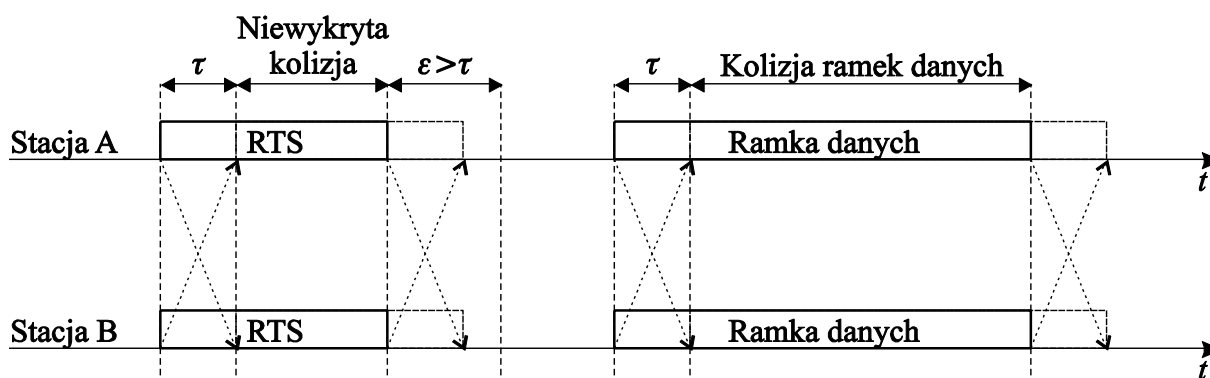 Niewykryta
τ kolizja ε>τ τ Kolizja ramek danych
Stacja A RTS Ramka danych
t
Stacja B RTS Ramka danych
t